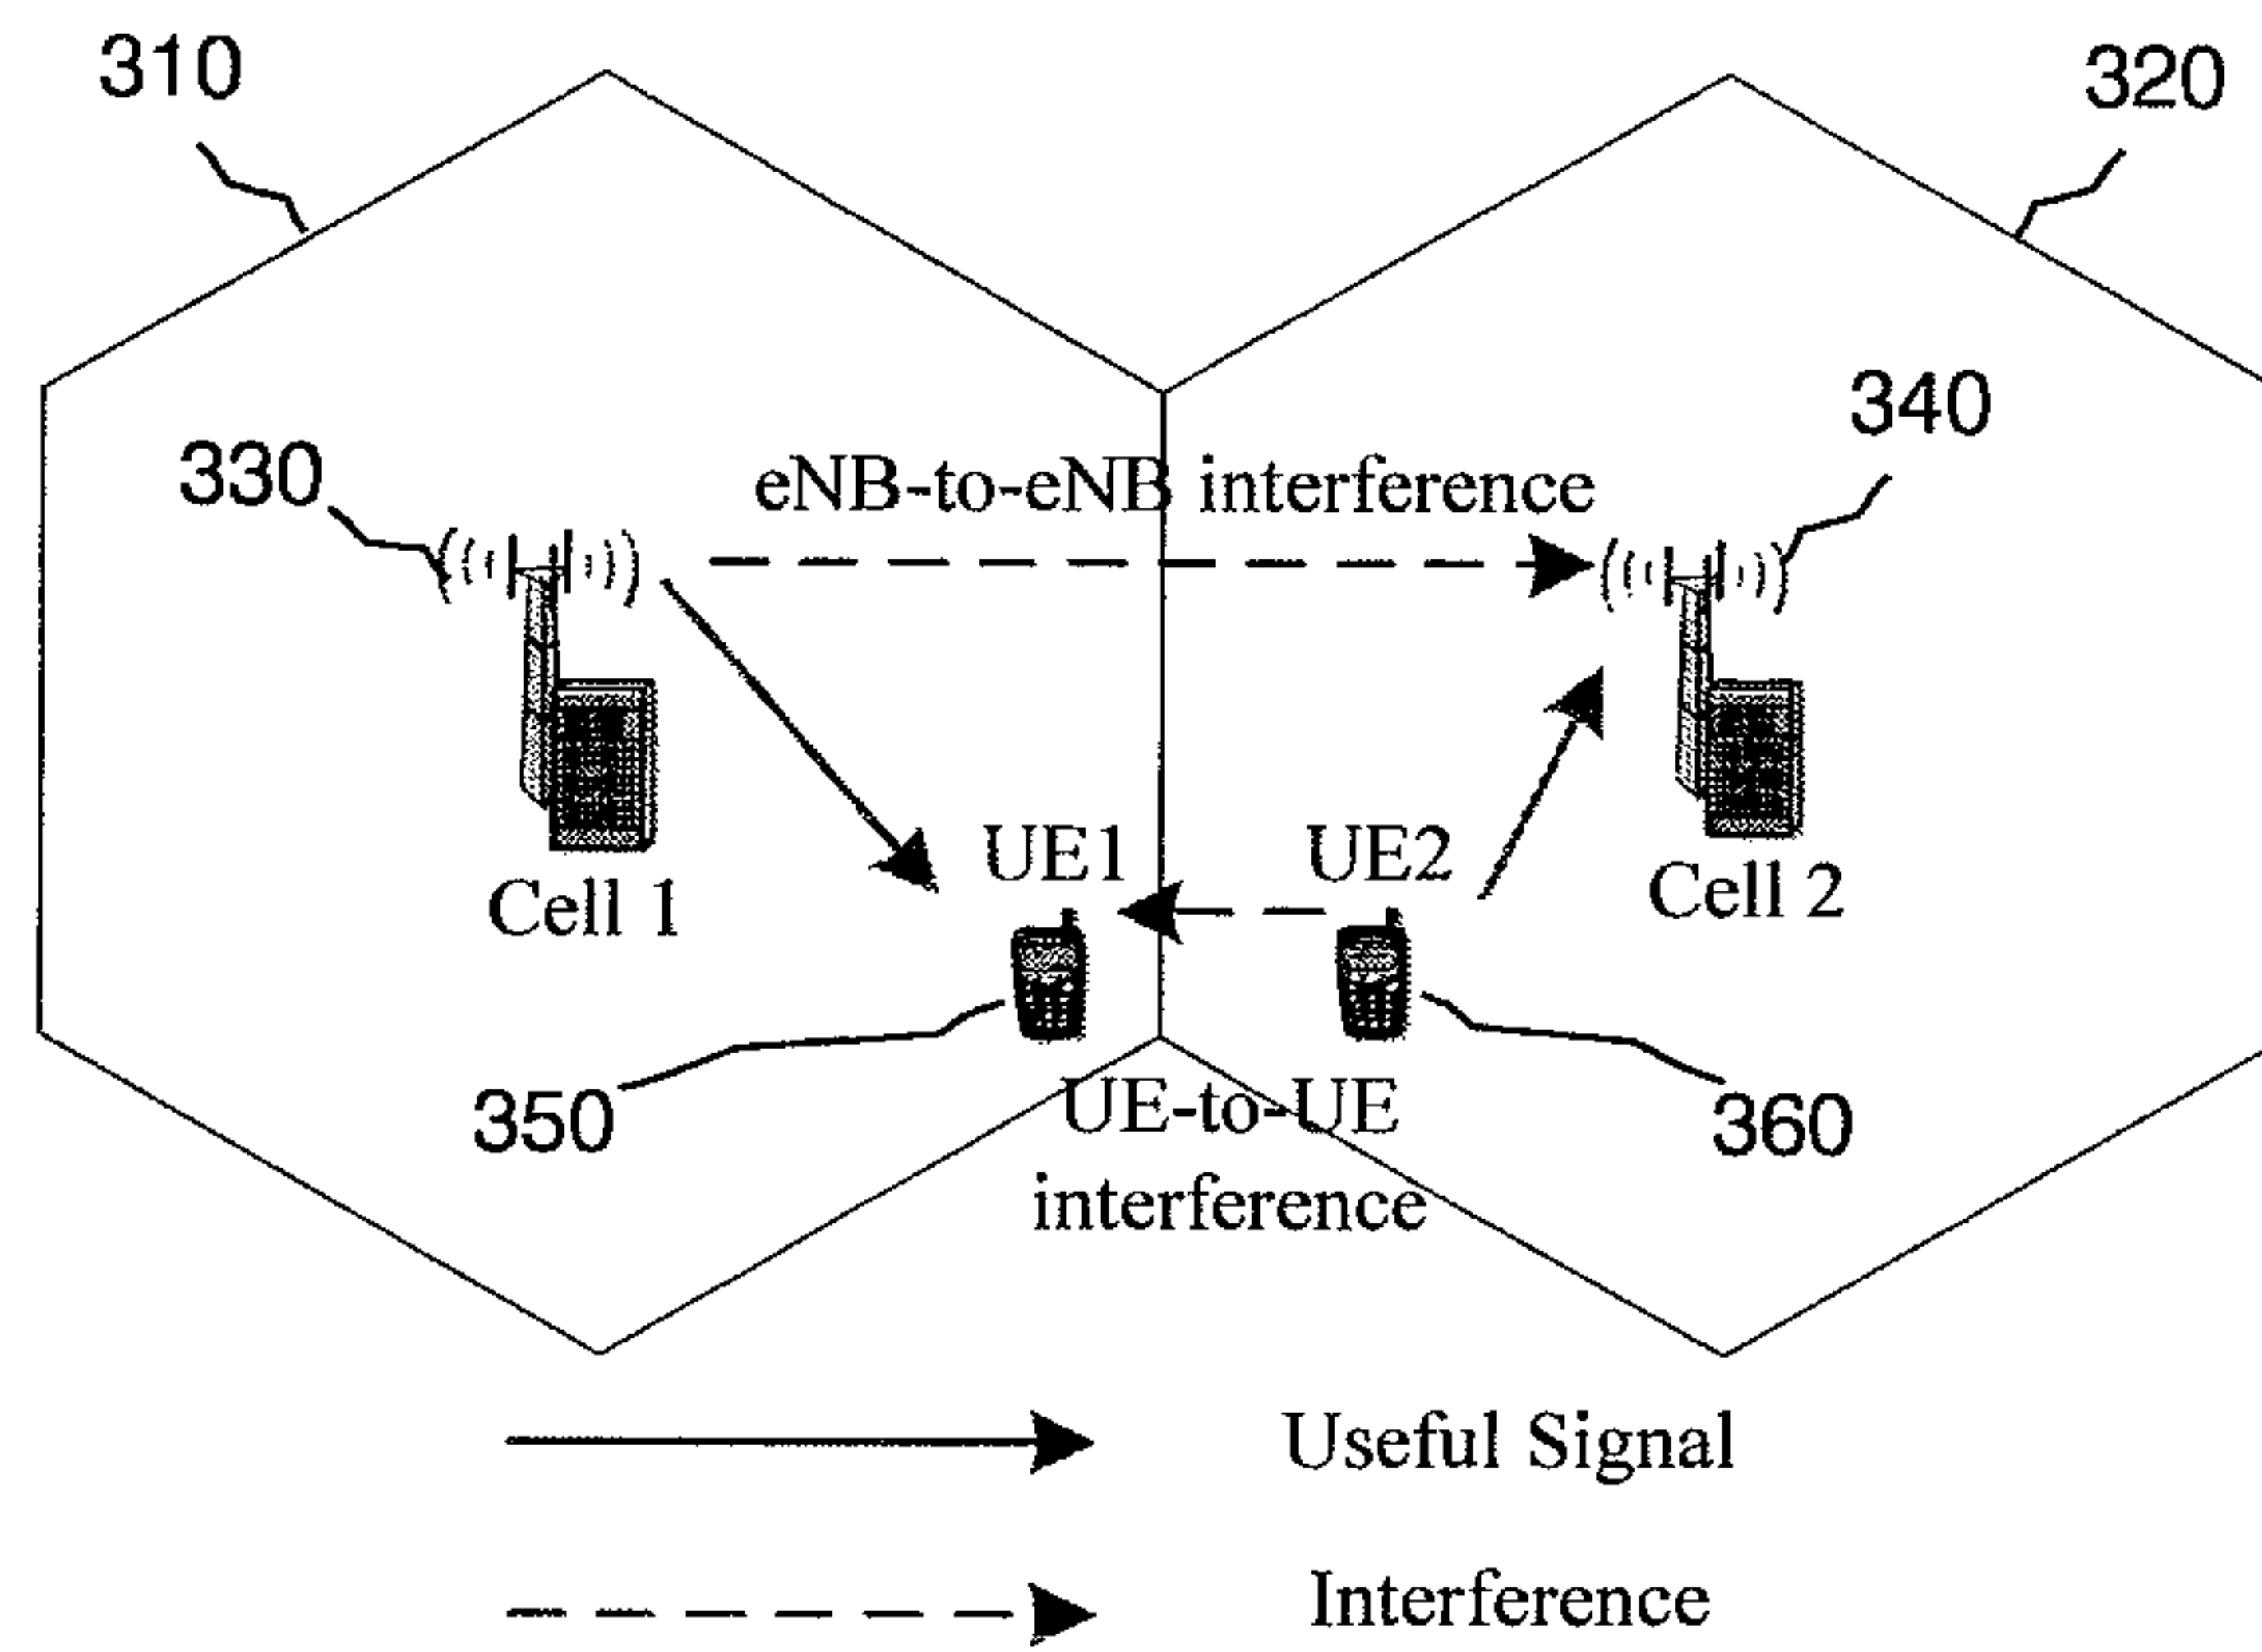 310
320
340
330
eNB-to-eNB interference
UE1
UE2
Cell 1
Cell 2
350
UE-to-UE
360
interference
Useful Signal
Interference